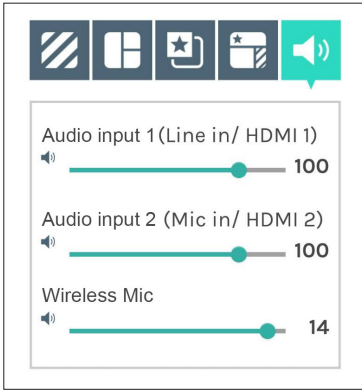 Audio input 1 (Line in/ HDMI 1)
100
Audio input 2 (Mic in/ HDMI 2)
100
Wireless Mic
14